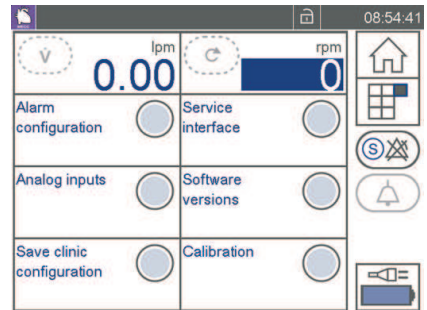 08:54:41
V lpm rpm
0.00 0
Alarm configuration
Service interface
Analog inputs
Software versions
Save clinic configuration
Calibration
S